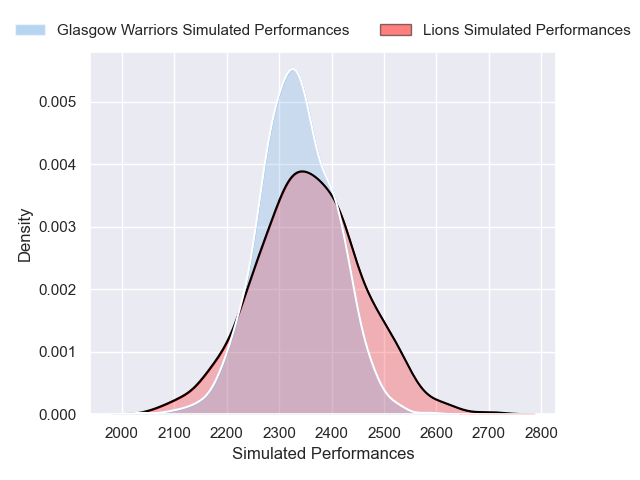 Glasgow Warriors Simulated Performances
Lions Simulated Performances
0.005
0.004
0.003
0.002
0.001
0.000
Density
2000 2100 2200 2300 2400 2500 2600 2700 2800
Simulated Performances